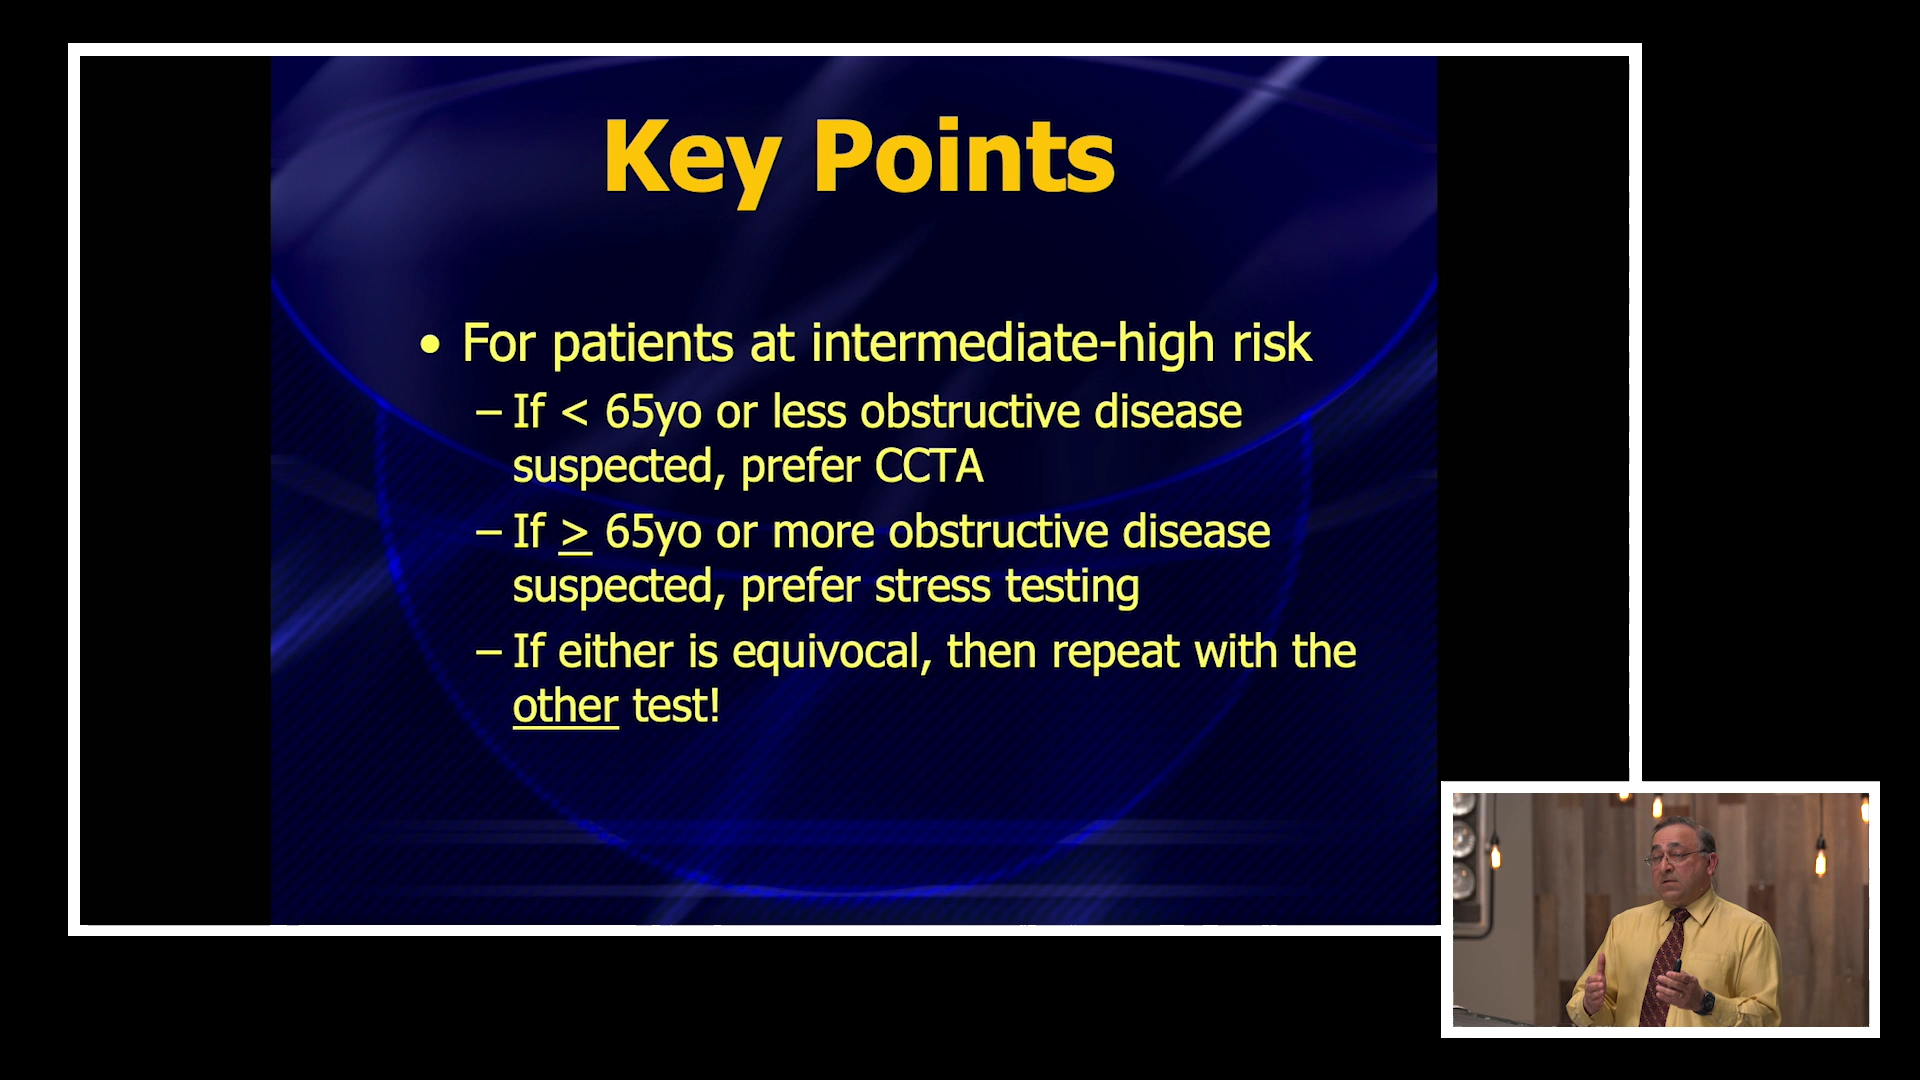 Key Points
• For patients at intermediate-high risk
– If < 65yo or less obstructive disease
suspected, prefer CCTA
– If > 65yo or more obstructive disease
suspected, prefer stress testing
– If either is equivocal, then repeat with the
other test!